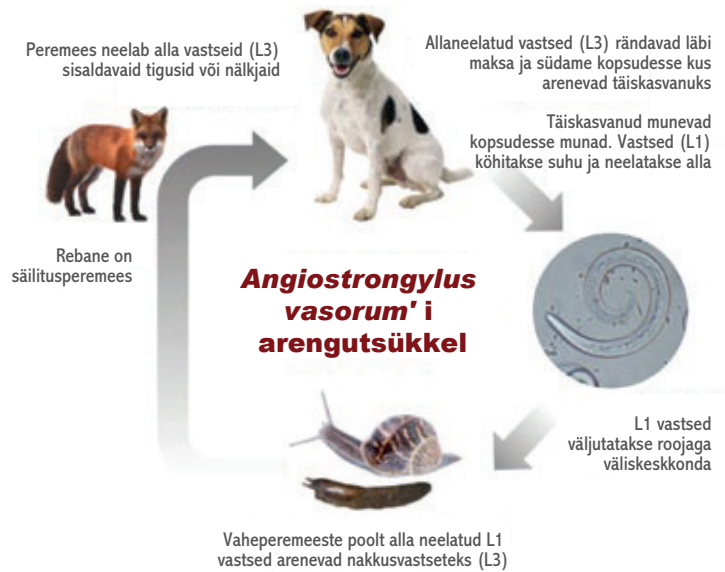 Peremees neelab alla vastseid (L3)
sisaldavaid tigusid või nälkjaid
Allaneelatud vastsed (L3) rändavad läbi
maksa ja südame kopsudesse kus
arenevad täiskasvanuks
Täiskasvanud munevad
kopsudesse munad. Vastsed (L1)
köhitakse suhu ja neelatakse alla
Rebane on
säilitusperemees
Angiostrongylus
vasorum' i
arengutsükkel
L1 vastsed
väljutatakse roojaga
väliskeskkonda
Vaheperemeeste poolt alla neelatud L1
vastsed arenevad nakkusvastseteks (L3)